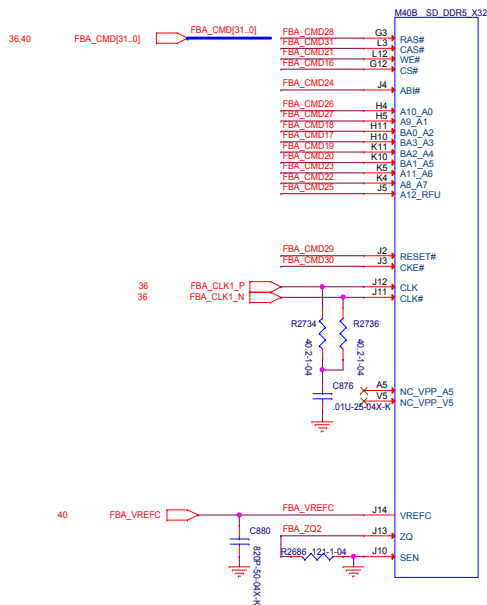 M40B SD_DDR5_X32
36,40 FBA_CMD[31..0] FBA_CMD[31..0]
FBA_CMD28 G3 RAS#
FBA_CMD31 L3 CAS#
FBA_CMD21 L12 WE#
FBA_CMD16 G12 CS#
FBA_CMD24 J4 ABI#
FBA_CMD26 H4 A10_A0
FBA_CMD27 H5 A9_A1
FBA_CMD18 H11 BA0_A2
FBA_CMD17 H10 BA3_A3
FBA_CMD19 K11 BA2_A4
FBA_CMD20 K10 BA1_A5
FBA_CMD23 K5 A11_A6
FBA_CMD22 K4 A8_A7
FBA_CMD25 J5 A12_RFU
FBA_CMD29 J2 RESET#
FBA_CMD30 J3 CKE#
36 FBA_CLK1_P J12 CLK
36 FBA_CLK1_N J11 CLK#
R2734 R2736
40.2-1-04 40.2-1-04
C876
.01U-25-04X-K
A5 NC_VPP_A5
V5 NC_VPP_V5
40 FBA_VREFC FBA_VREFC J14 VREFC
C880
820P-50-04X-K
FBA_ZQ2 J13 ZQ
R2686 121-1-04 J10 SEN